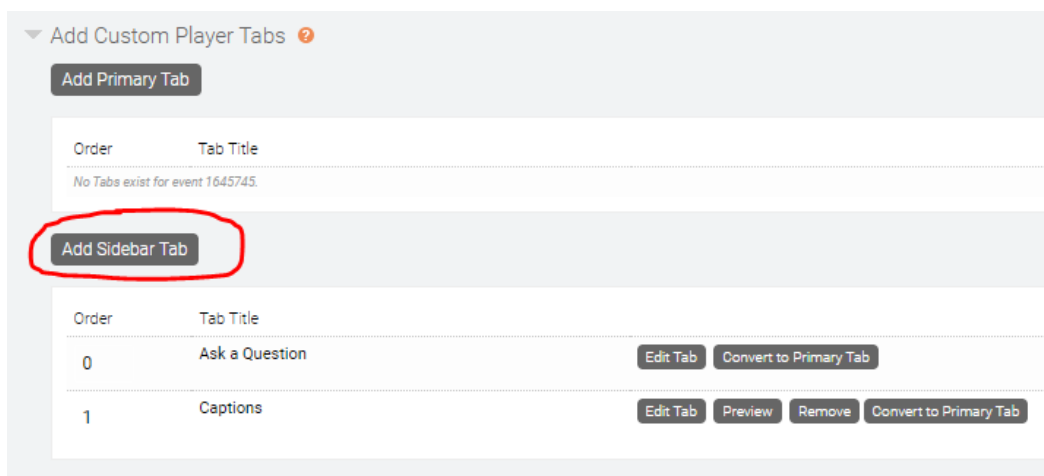 Add Custom Player Tabs ?
Add Primary Tab
Order Tab Title
No Tabs exist for event 1645745.
Add Sidebar Tab
Order Tab Title
0 Ask a Question Edit Tab Convert to Primary Tab
1 Captions Edit Tab Preview Remove Convert to Primary Tab